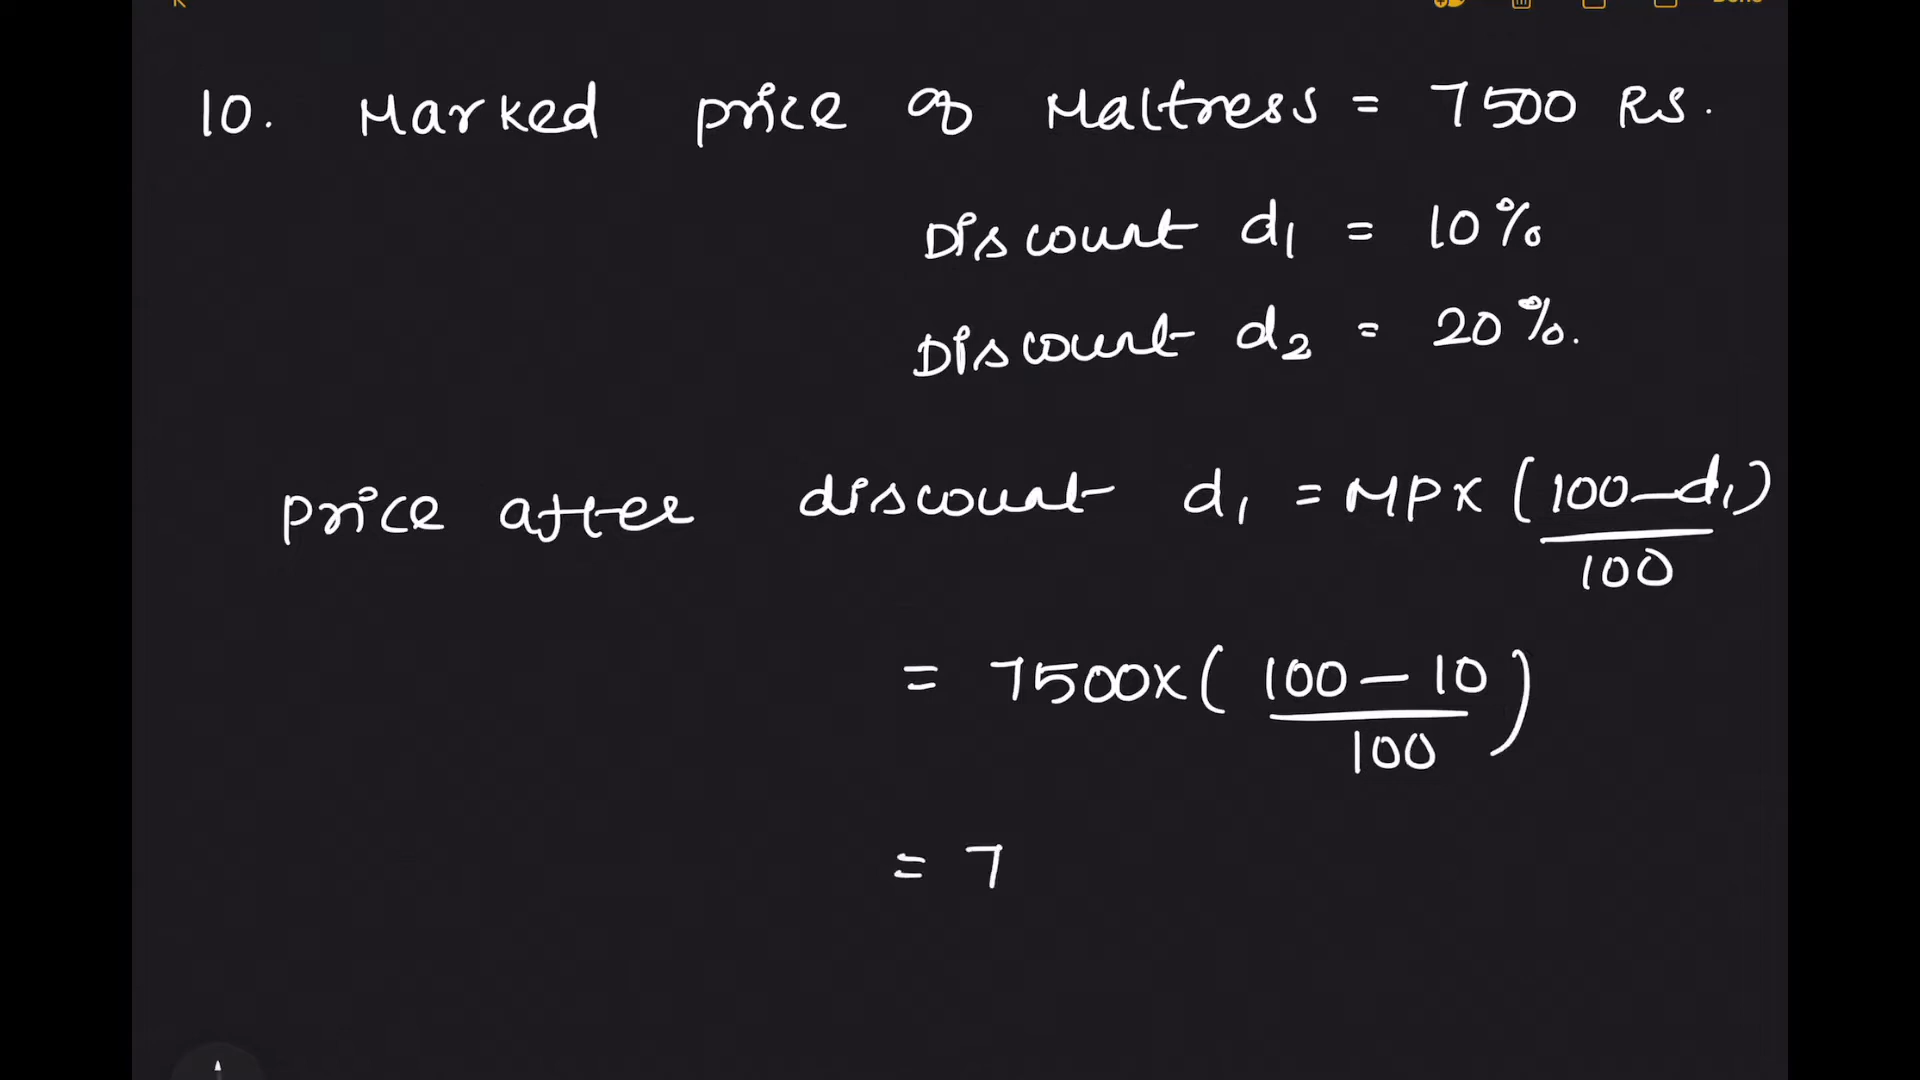 10. Marked price of Mattress = 7500 RS.
Discount d1 = 10%
Discount d2 = 20%.
price after discount d1 = MPX (100-d1)/100
= 7500X(100-10/100)
= 7